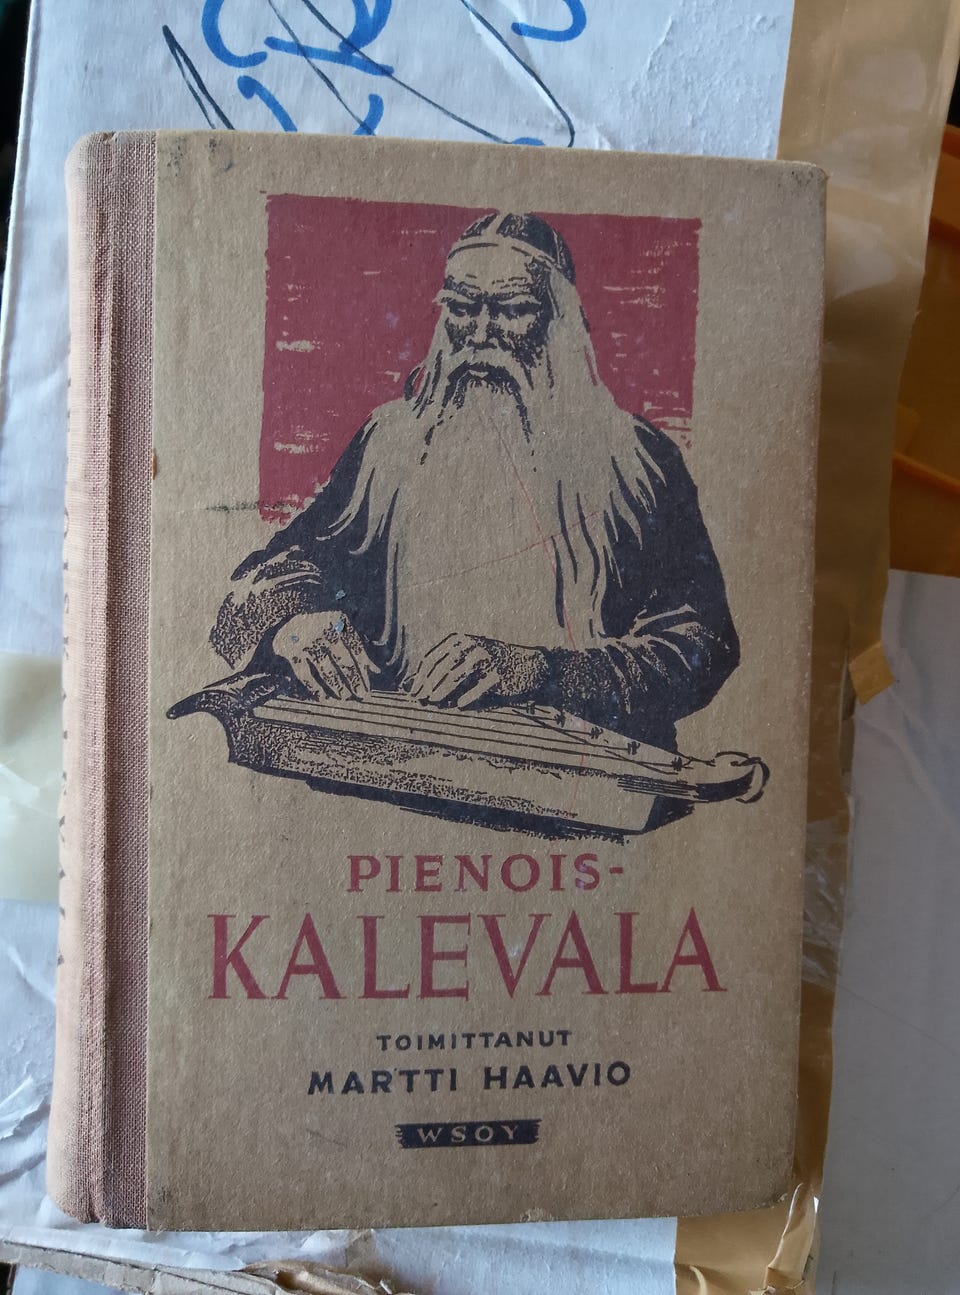 PIENOIS-
KALEVALA
TOIMITTANUT
MARTTI HAAVIO
WSOY